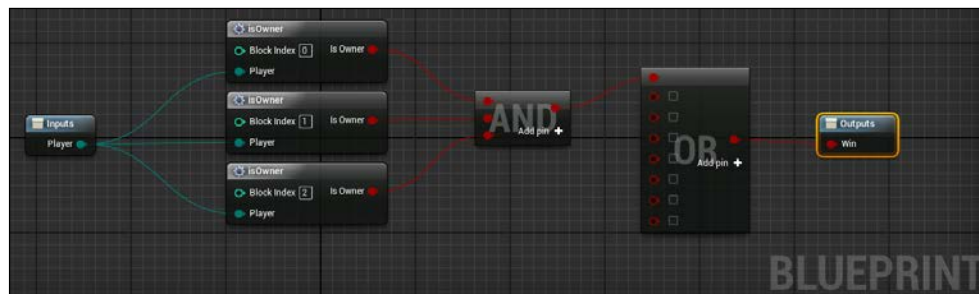 Inputs
Player
isOwner
Block Index 0 Is Owner
Player
isOwner
Block Index 1 Is Owner
Player
isOwner
Block Index 2 Is Owner
Player
AND
Add pin +
OR
Add pin +
Outputs
Win
BLUEPRINT